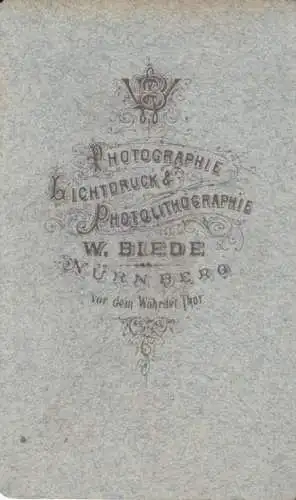 WB
PHOTOGRAPHIE
LICHTDRUCK &
PHOTOLITHOGRAPHIE
W. BIEDE
NÜRNBERG
vor dem Wöhrder Thor